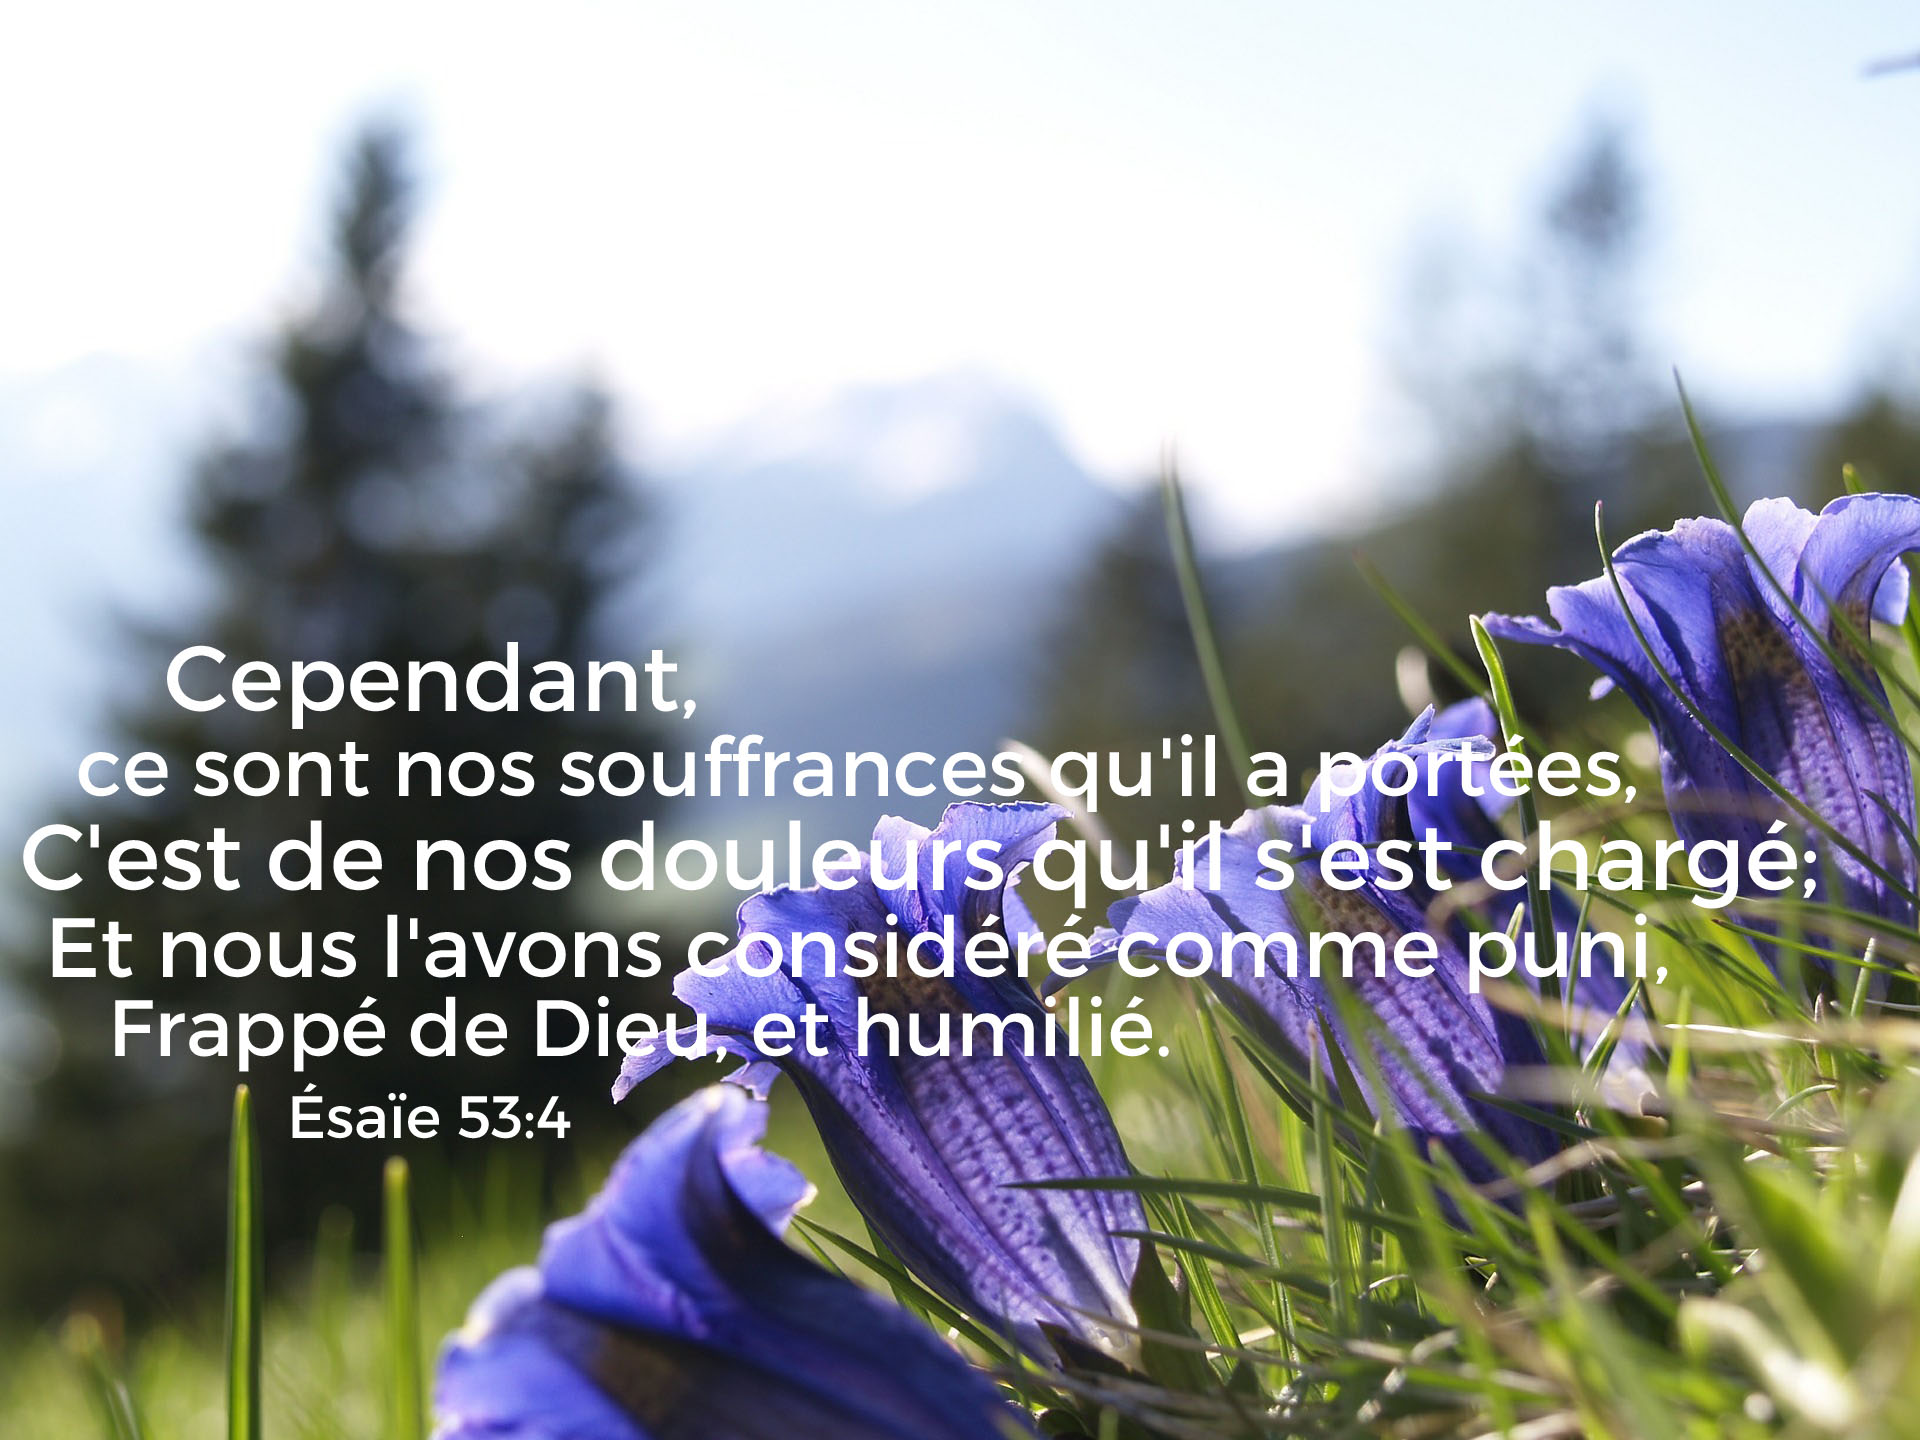 Cependant,
ce sont nos souffrances qu'il a portées,
C'est de nos douleurs qu'il s'est chargé;
Et nous l'avons considéré comme puni,
Frappé de Dieu, et humilié.
Ésaïe 53:4